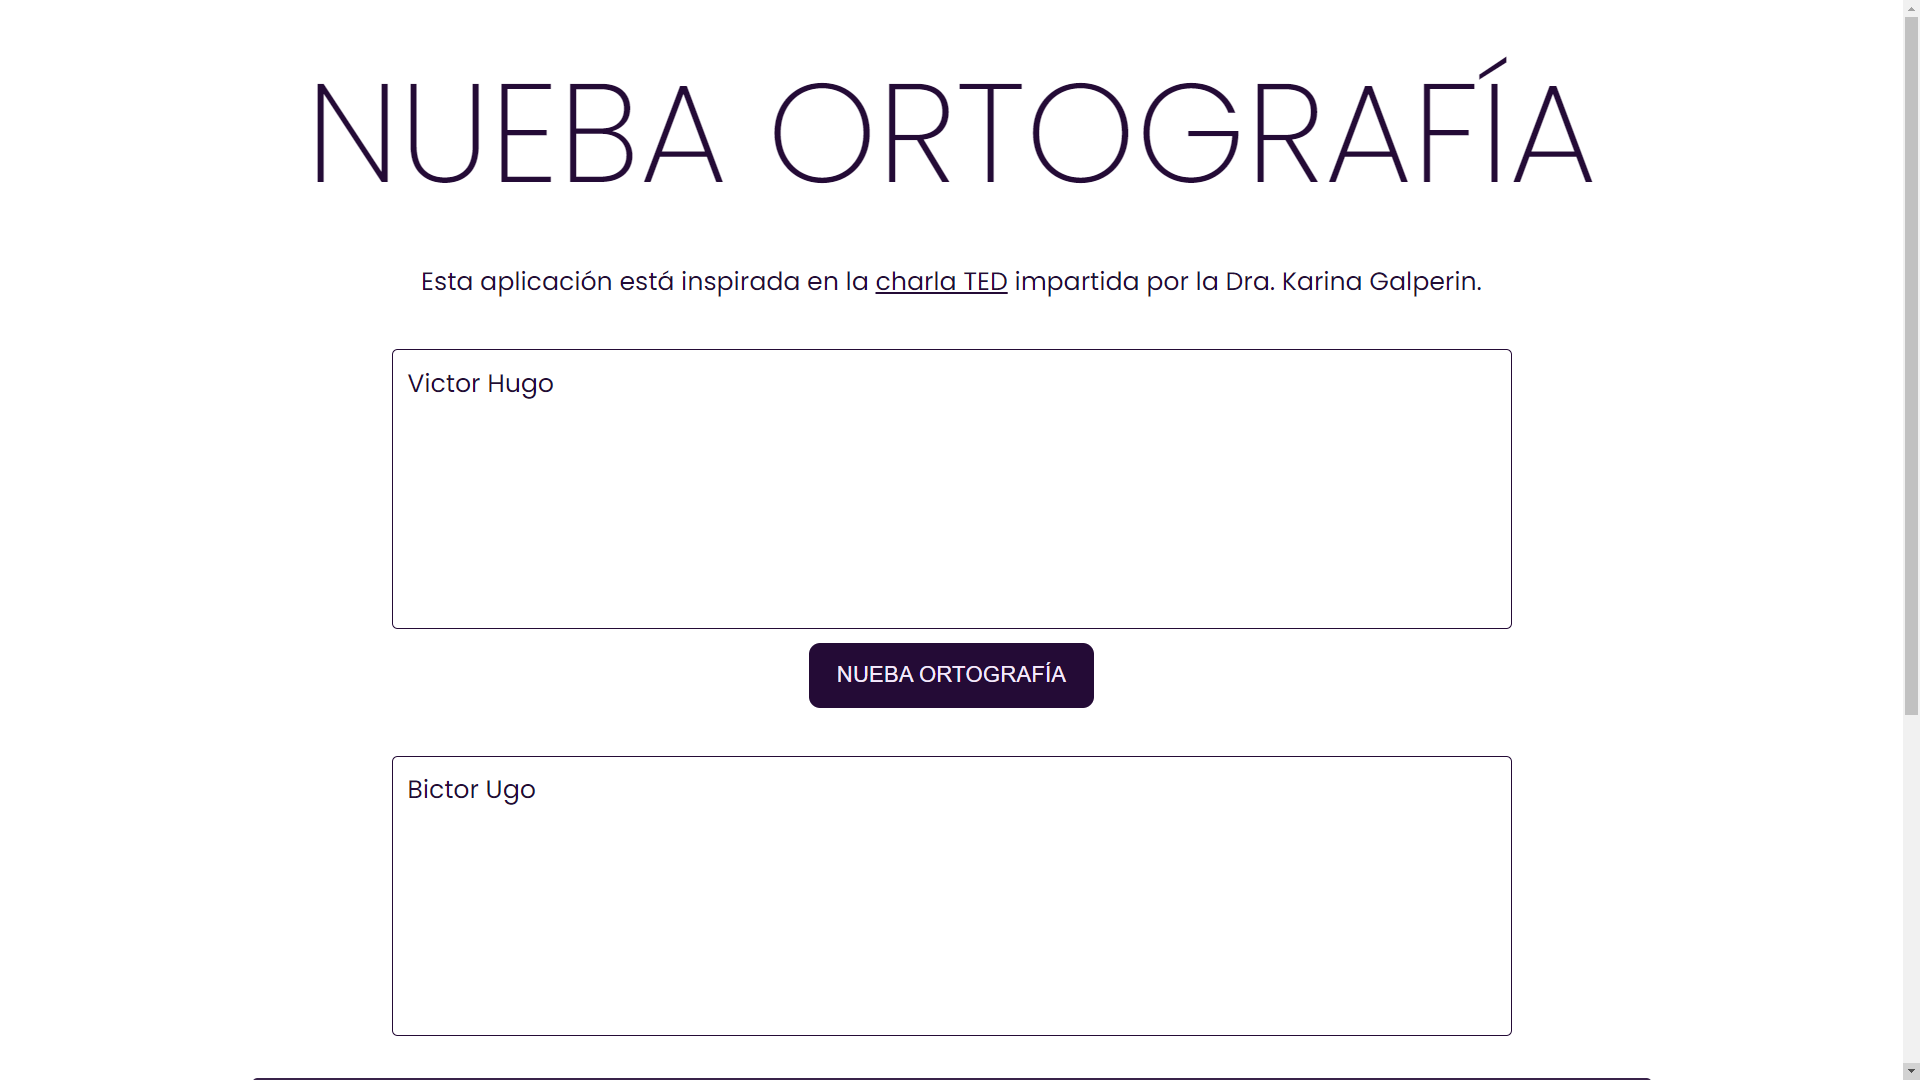 NUEBA ORTOGRAFÍA
Esta aplicación está inspirada en la charla TED impartida por la Dra. Karina Galperin.
Victor Hugo
NUEBA ORTOGRAFÍA
Bictor Ugo